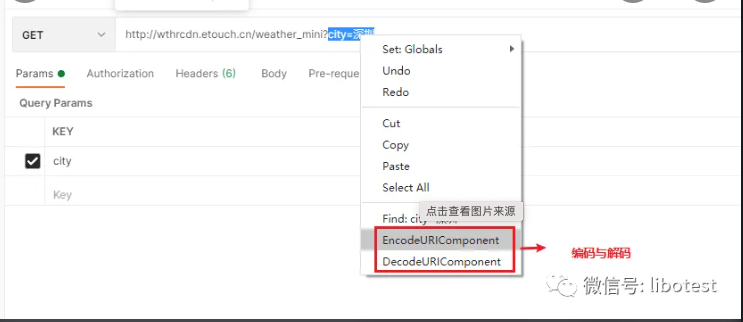 GET
http://wthrcdn.etouch.cn/weather_mini?city=深圳
Params
Authorization
Headers (6)
Body
Pre-reque
Query Params
KEY
city
Key
Set: Globals
Undo
Redo
Cut
Copy
Paste
Select All
点击查看图片来源
Find: city
EncodeURIComponent
DecodeURIComponent
编码与解码
微信号: libotest